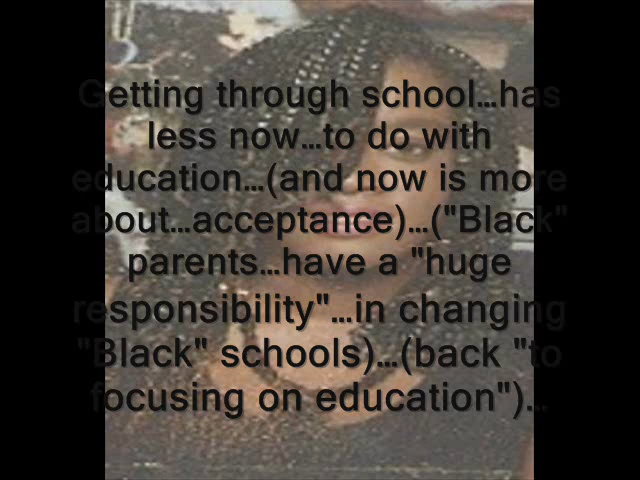 Getting through school...has
less now...to do with
education...(and now is more
about...acceptance)...("Black"
parents...have a "huge
responsibility"...in changing
"Black" schools)...(back "to
focusing on education")...